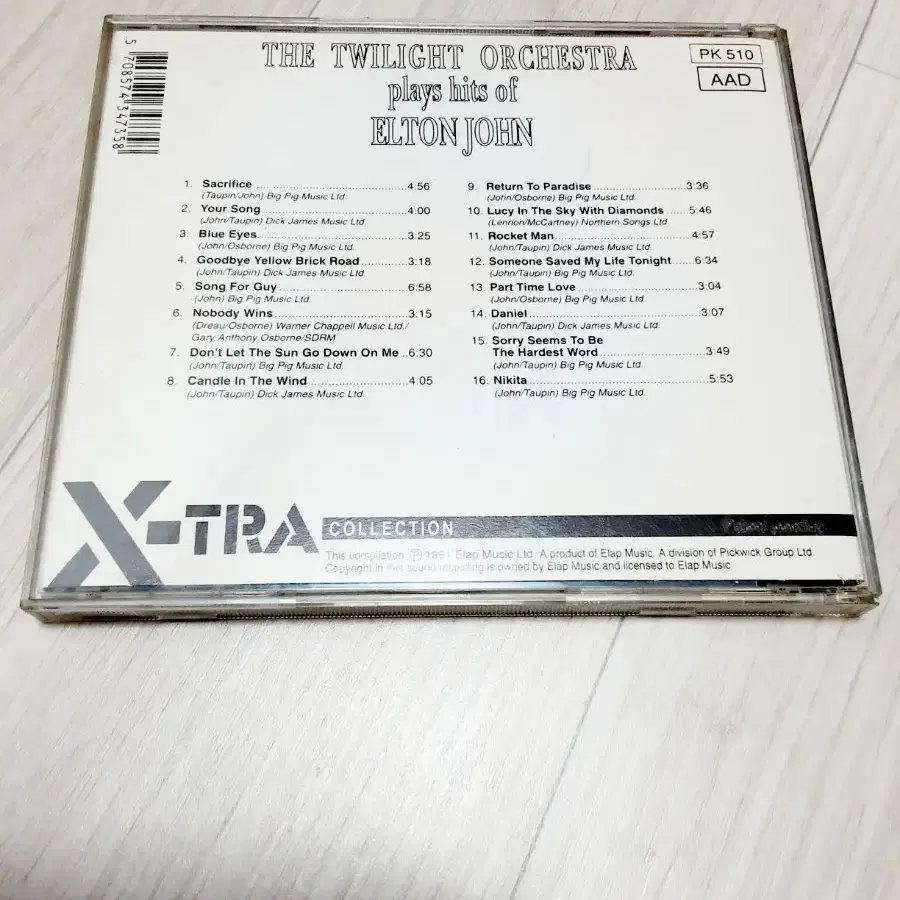 THE TWILIGHT ORCHESTRA
plays hits of
ELTON JOHN
PK 510
AAD
5 708574 347358
1. Sacrifice 4:56
(Taupin/John) Big Pig Music Ltd.
2. Your Song 4:00
(John/Taupin) Dick James Music Ltd.
3. Blue Eyes 3:25
(John/Osborne) Big Pig Music Ltd.
4. Goodbye Yellow Brick Road 3:18
(John/Taupin) Dick James Music Ltd.
5. Song For Guy 6:58
(John) Big Pig Music Ltd.
6. Nobody Wins 3:15
(Dreau/Osborne) Warner Chappell Music Ltd./
Gary Anthony Osborne/SDRM
7. Don't Let The Sun Go Down On Me 6:30
(John/Taupin) Big Pig Music Ltd.
8. Candle In The Wind 4:05
(John/Taupin) Dick James Music Ltd.
9. Return To Paradise 3:36
(John/Osborne) Big Pig Music Ltd.
10. Lucy In The Sky With Diamonds 5:46
(Lennon/McCartney) Northern Songs Ltd.
11. Rocket Man 4:57
(John/Taupin) Dick James Music Ltd.
12. Someone Saved My Life Tonight 6:34
(John/Taupin) Big Pig Music Ltd.
13. Part Time Love 3:04
(John/Osborne) Big Pig Music Ltd.
14. Daniel 3:07
(John/Taupin) Dick James Music Ltd.
15. Sorry Seems To Be
The Hardest Word 3:49
(John/Taupin) Big Pig Music Ltd.
16. Nikita 5:53
(John/Taupin) Big Pig Music Ltd.
X-TRA
COLLECTION
This compilation Ⓟ 1991 Elap Music Ltd. A product of Elap Music. A division of Pickwick Group Ltd.
Copyright in this sound recording is owned by Elap Music and licensed to Elap Music